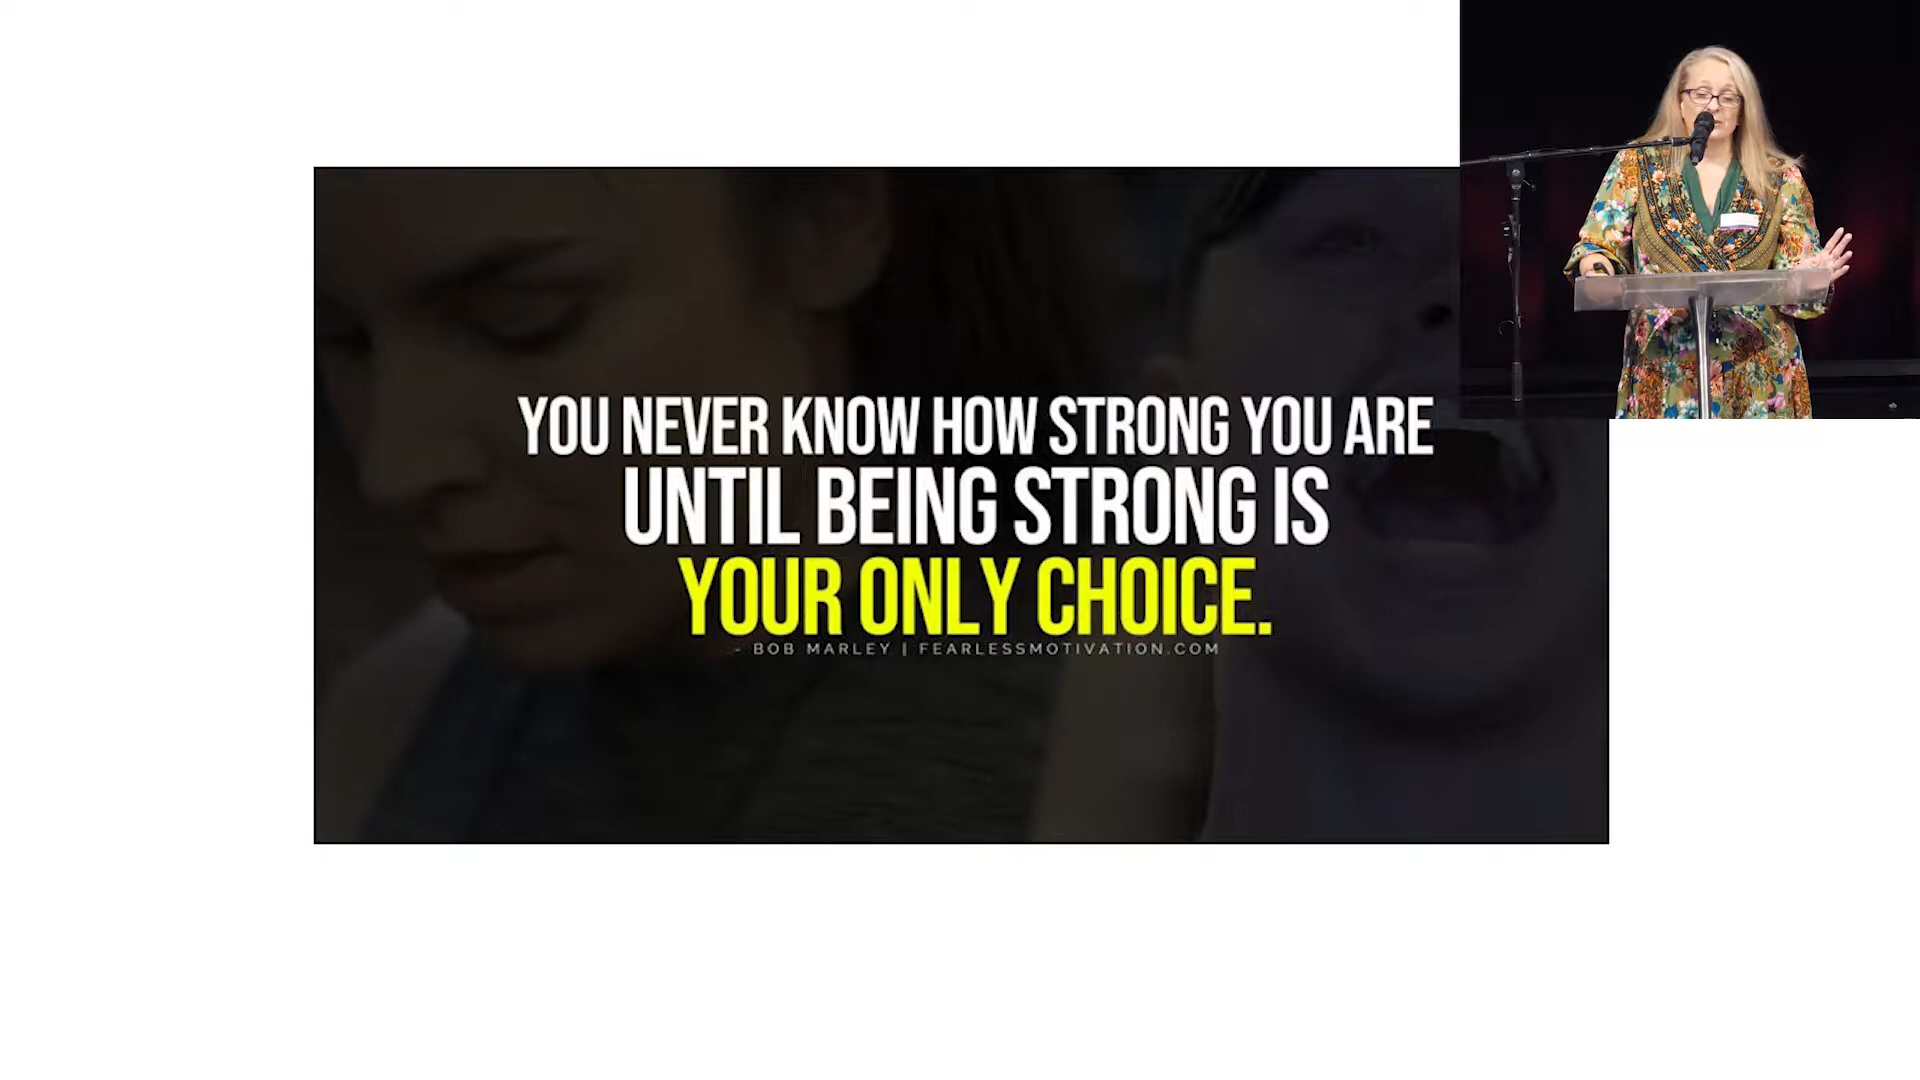 YOU NEVER KNOW HOW STRONG YOU ARE
UNTIL BEING STRONG IS
YOUR ONLY CHOICE.
- BOB MARLEY | FEARLESSMOTIVATION.COM